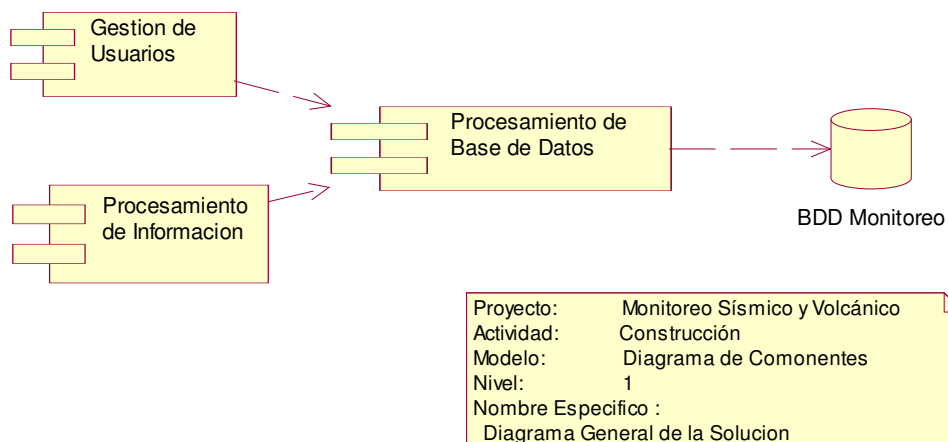 Gestion de
Usuarios
Procesamiento de
Base de Datos
Procesamiento
de Informacion
BDD Monitoreo
Proyecto: Monitoreo Sísmico y Volcánico
Actividad: Construcción
Modelo: Diagrama de Comonentes
Nivel: 1
Nombre Especifico :
Diagrama General de la Solucion